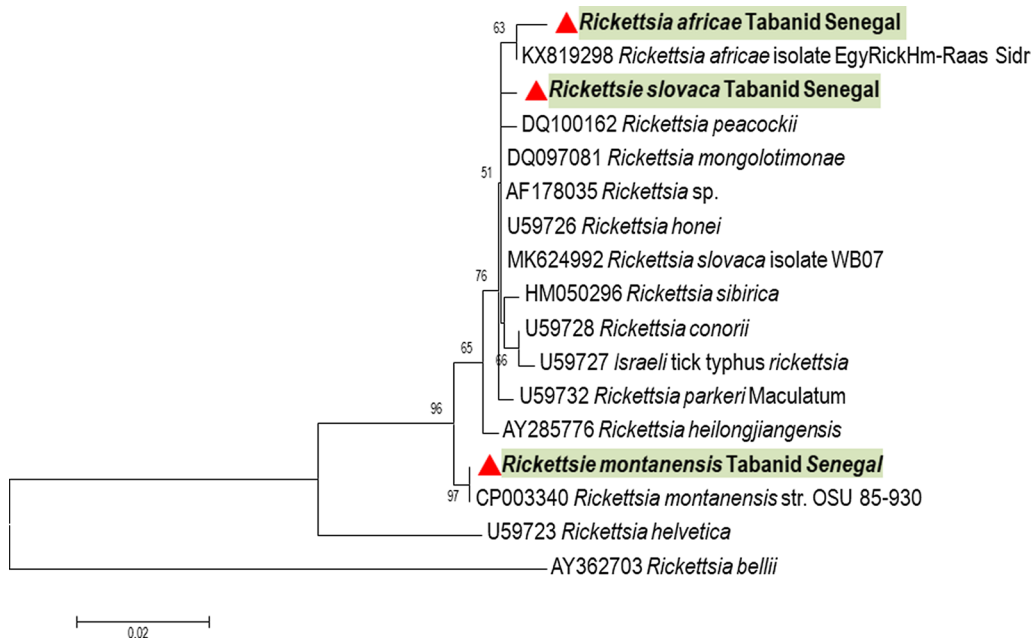 63
Rickettsia africae Tabanid Senegal
KX819298 Rickettsia africae isolate EgyRickHm-Raas Sidr
Rickettsie slovaca Tabanid Senegal
DQ100162 Rickettsia peacockii
DQ097081 Rickettsia mongolotimonae
51
AF178035 Rickettsia sp.
U59726 Rickettsia honei
MK624992 Rickettsia slovaca isolate WB07
76
HM050296 Rickettsia sibirica
U59728 Rickettsia conorii
65
66
U59727 Israeli tick typhus rickettsia
U59732 Rickettsia parkeri Maculatum
96
AY285776 Rickettsia heilongjiangensis
Rickettsie montanensis Tabanid Senegal
97
CP003340 Rickettsia montanensis str. OSU 85-930
U59723 Rickettsia helvetica
AY362703 Rickettsia bellii
0.02